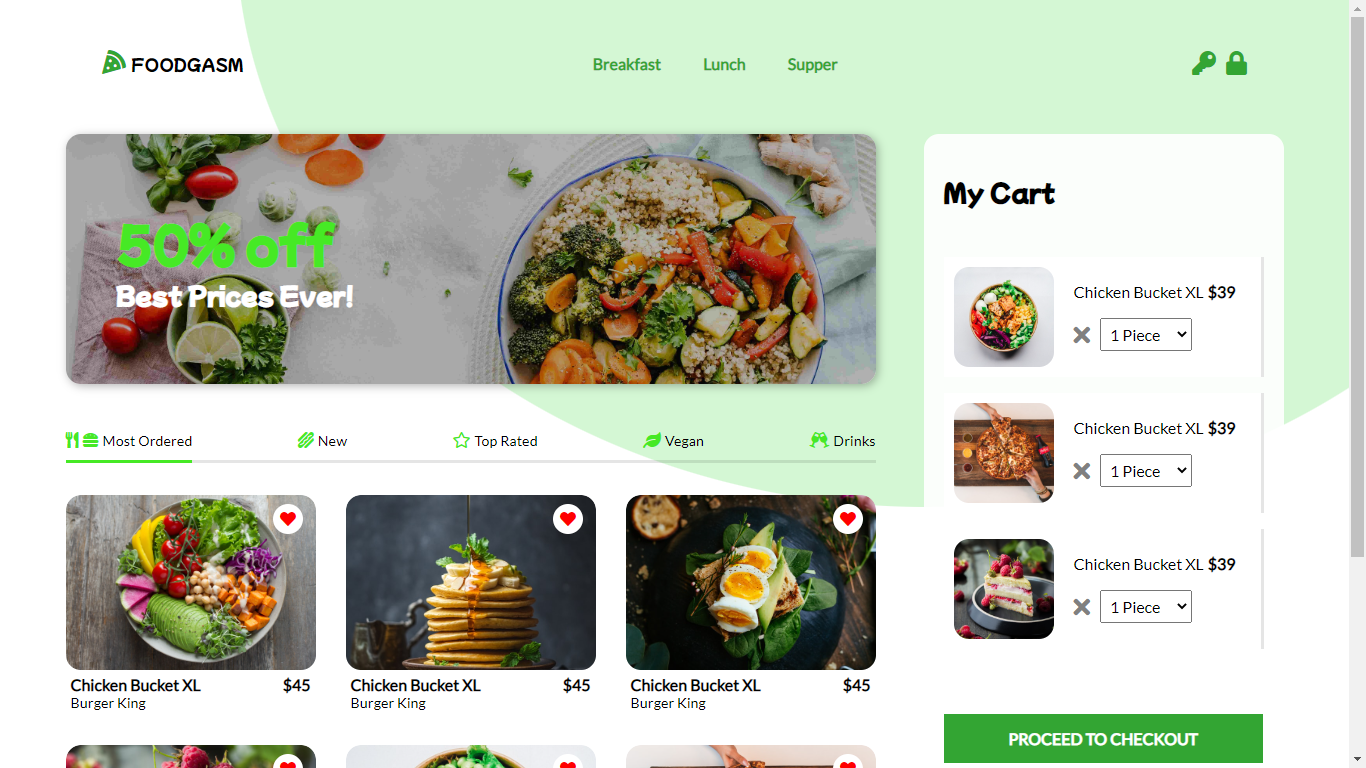 FOODGASM
Breakfast
Lunch
Supper
50% off
Best Prices Ever!
Most Ordered
New
Top Rated
Vegan
Drinks
Chicken Bucket XL
$45
Burger King
Chicken Bucket XL
$45
Burger King
Chicken Bucket XL
$45
Burger King
My Cart
Chicken Bucket XL $39
1 Piece
Chicken Bucket XL $39
1 Piece
Chicken Bucket XL $39
1 Piece
PROCEED TO CHECKOUT